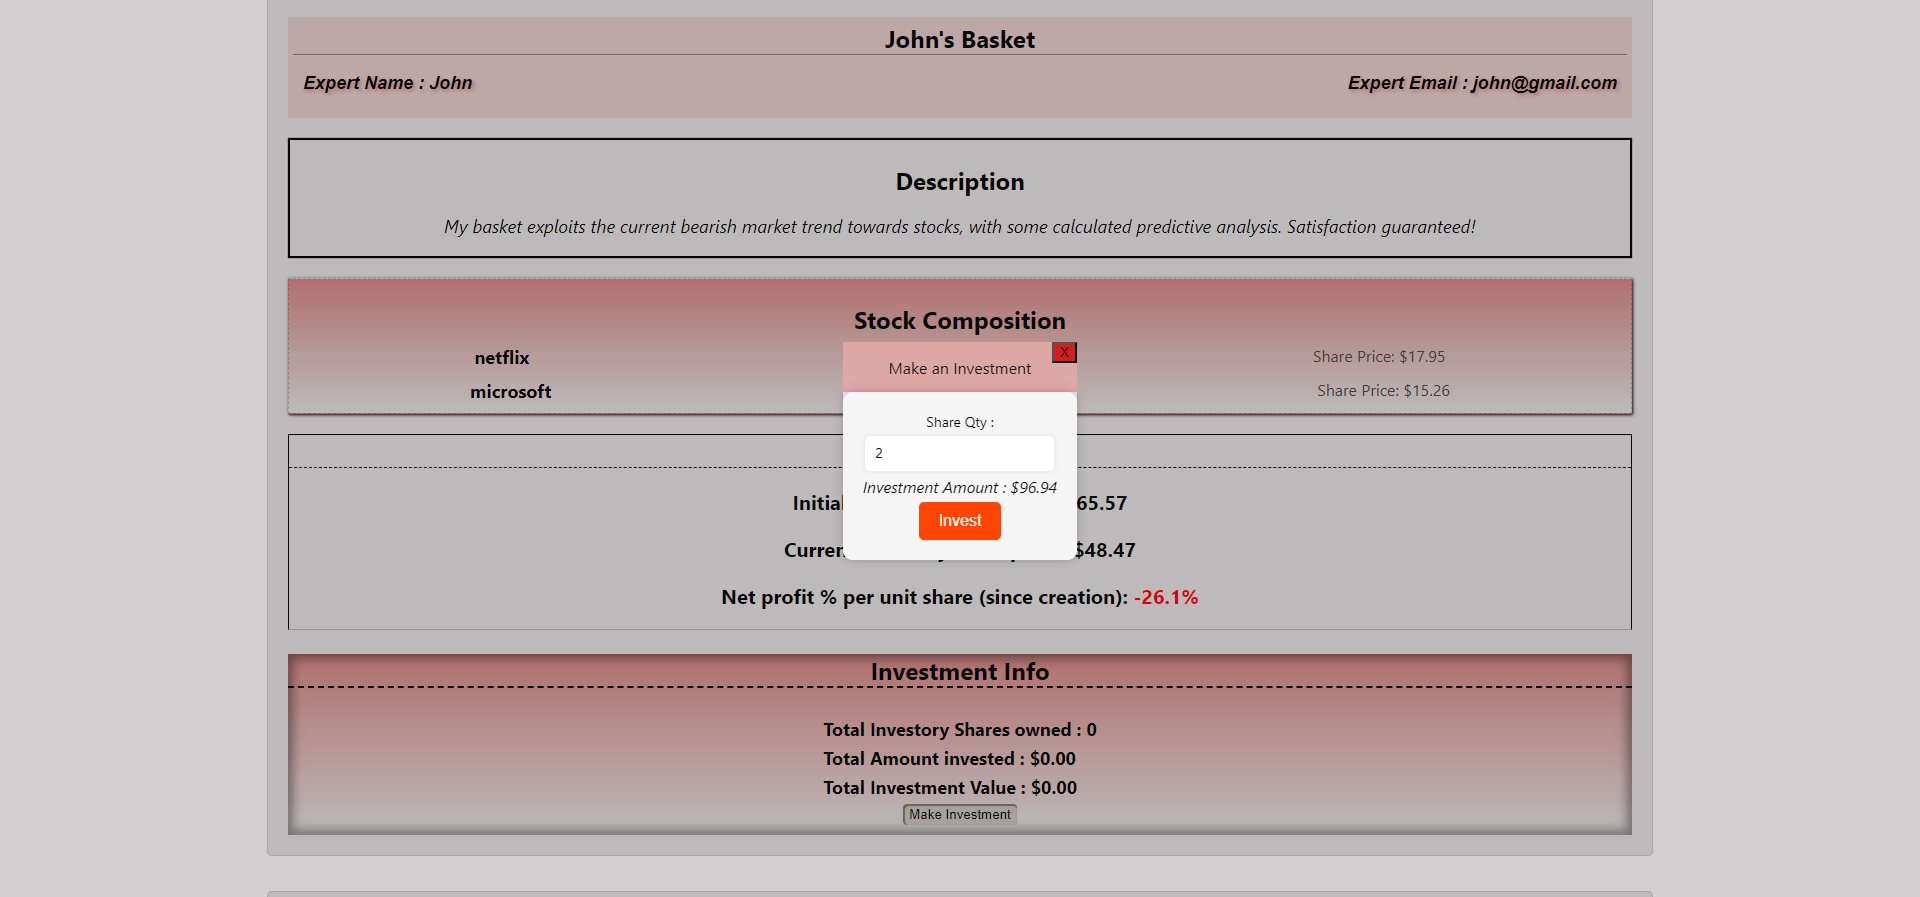 John's Basket
Expert Name : John
Expert Email : john@gmail.com
Description
My basket exploits the current bearish market trend towards stocks, with some calculated predictive analysis. Satisfaction guaranteed!
Stock Composition
netflix
Share Price: $17.95
microsoft
Share Price: $15.26
X
Make an Investment
Share Qty :
2
Investment Amount : $96.94
Invest
65.57
$48.47
Net profit % per unit share (since creation): -26.1%
Investment Info
Total Investory Shares owned : 0
Total Amount invested : $0.00
Total Investment Value : $0.00
Make Investment